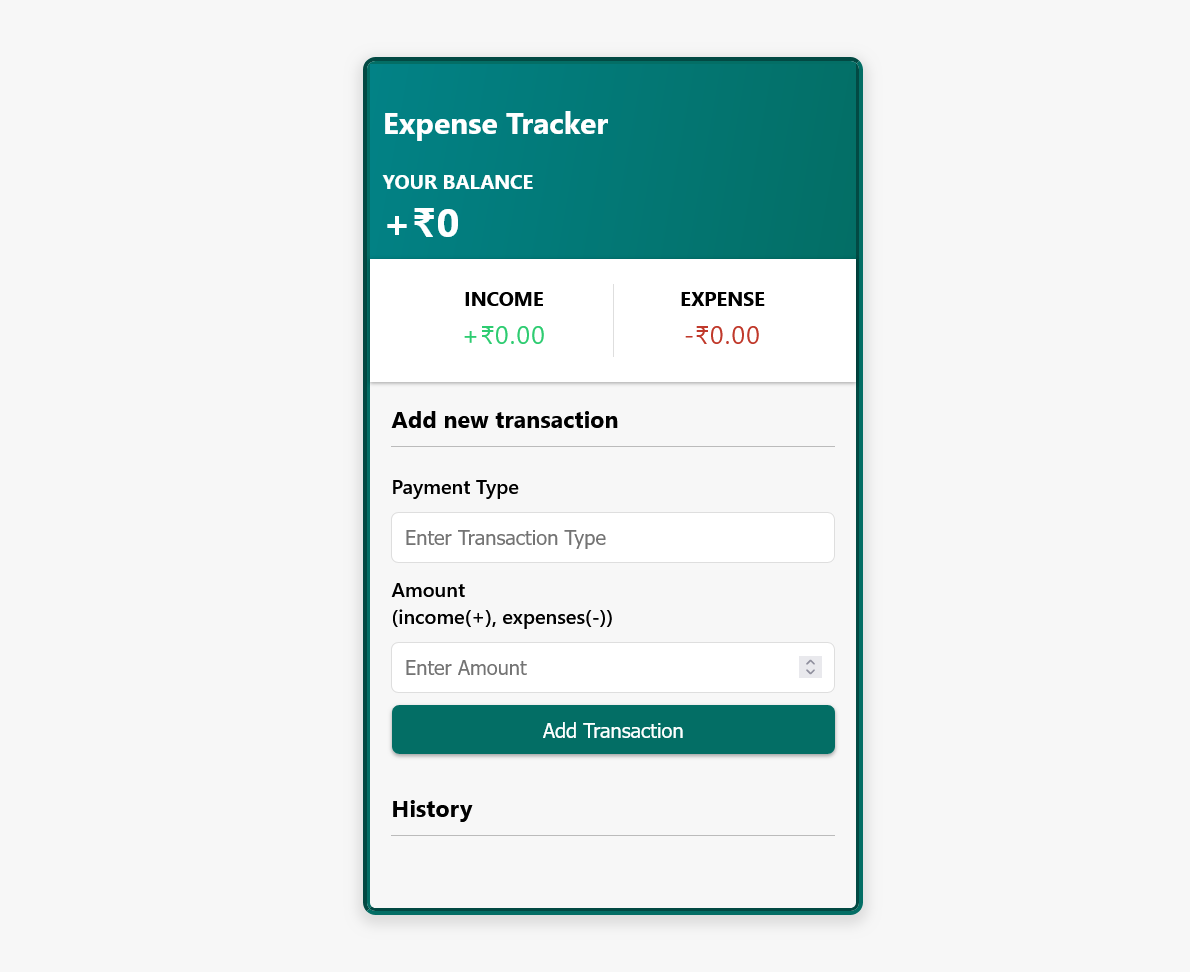 Expense Tracker
YOUR BALANCE
+₹0
INCOME
EXPENSE
+₹0.00
-₹0.00
Add new transaction
Payment Type
Enter Transaction Type
Amount
(income(+), expenses(-))
Enter Amount
Add Transaction
History